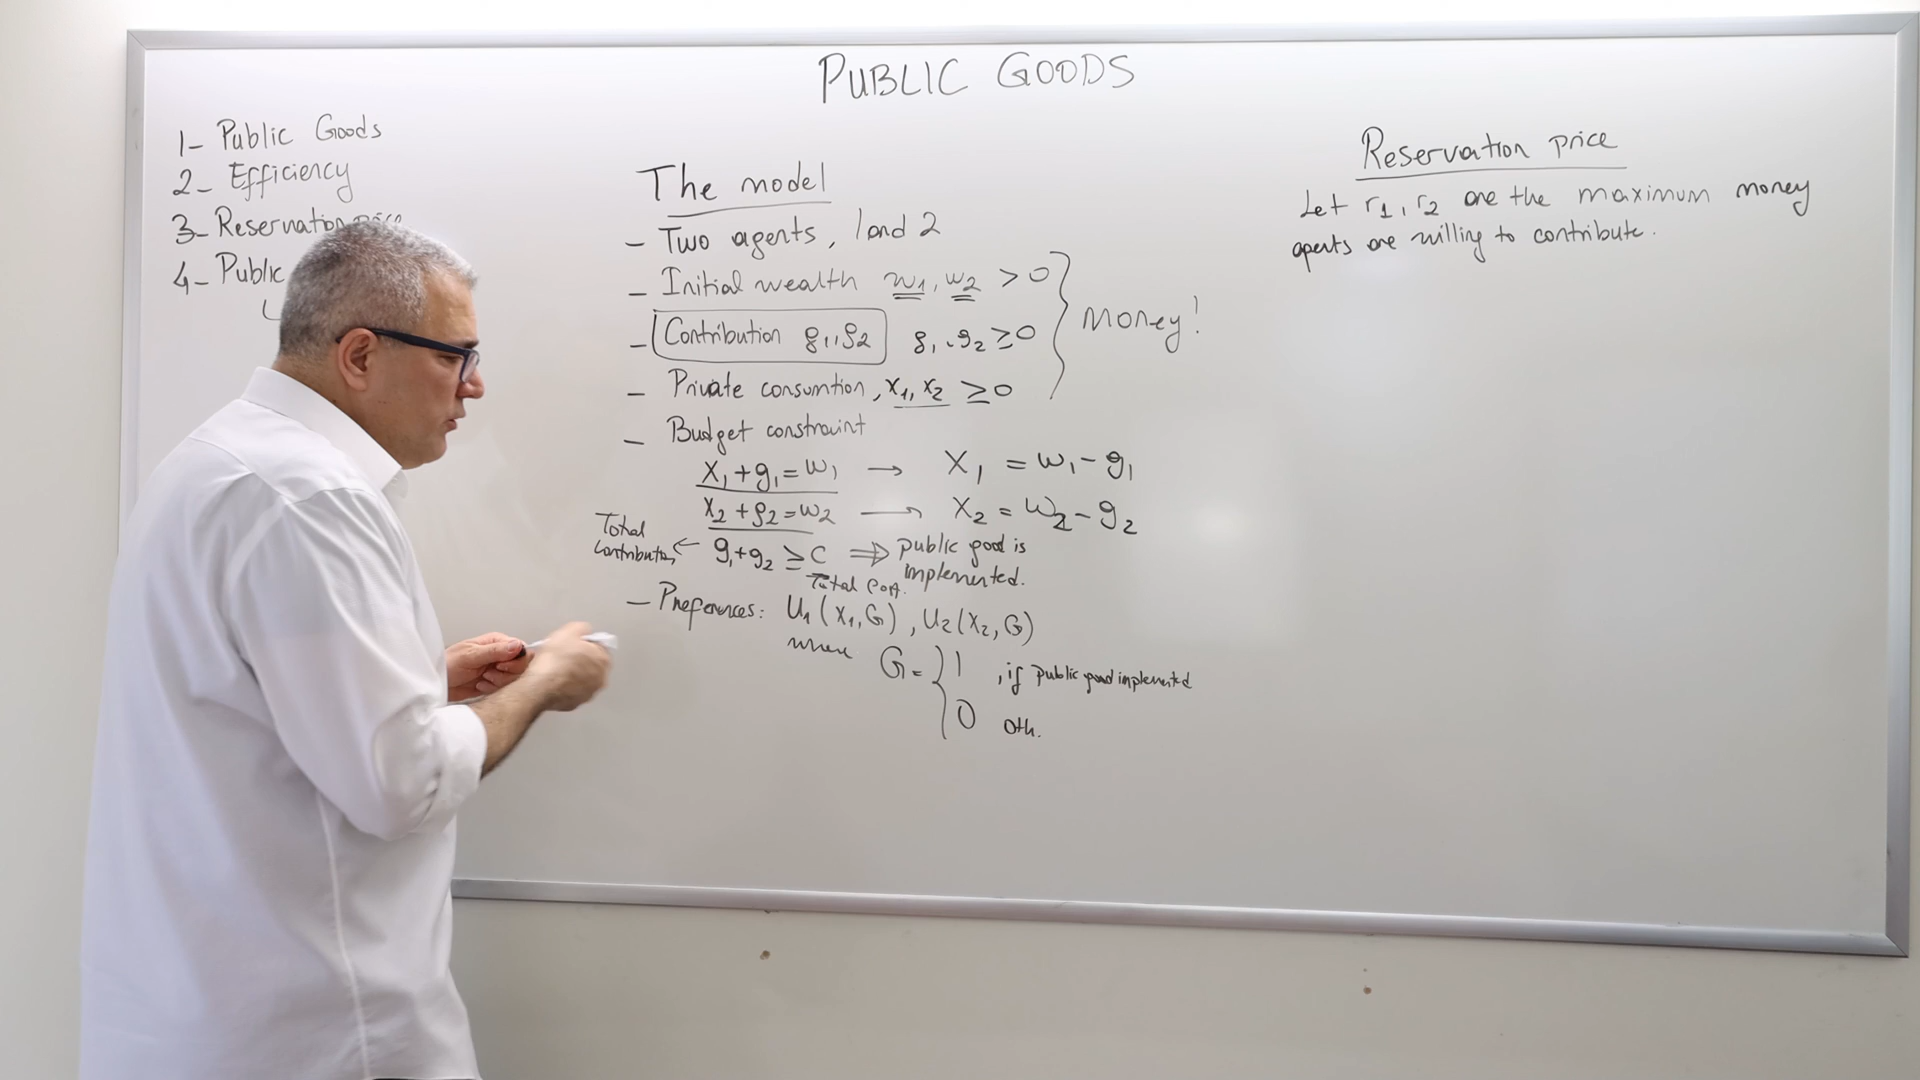 PUBLIC GOODS
1- Public Goods
2- Efficiency
3- Reservation price
4- Public
The model
- Two agents, 1 and 2
- Initial wealth w1, w2 > 0
- Contribution g1, g2 g1, g2 ≥ 0
Money!
- Private consumtion, x1, x2 ≥ 0
- Budget constraint
x1 + g1 = w1 → x1 = w1 - g1
x2 + g2 = w2 → x2 = w2 - g2
Total
g1 + g2 ≥ C ⇒ public good is
implemented.
Total
- Preferences: U1(x1, G), U2(x2, G)
where G = { 1 , if public good implemented
0 oth.
Reservation price
Let r1, r2 are the maximum money
agents are willing to contribute.